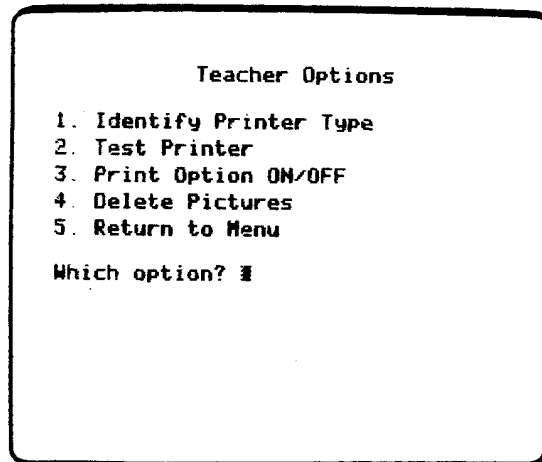 Teacher Options
1. Identify Printer Type
2. Test Printer
3. Print Option ON/OFF
4. Delete Pictures
5. Return to Menu
Which option?